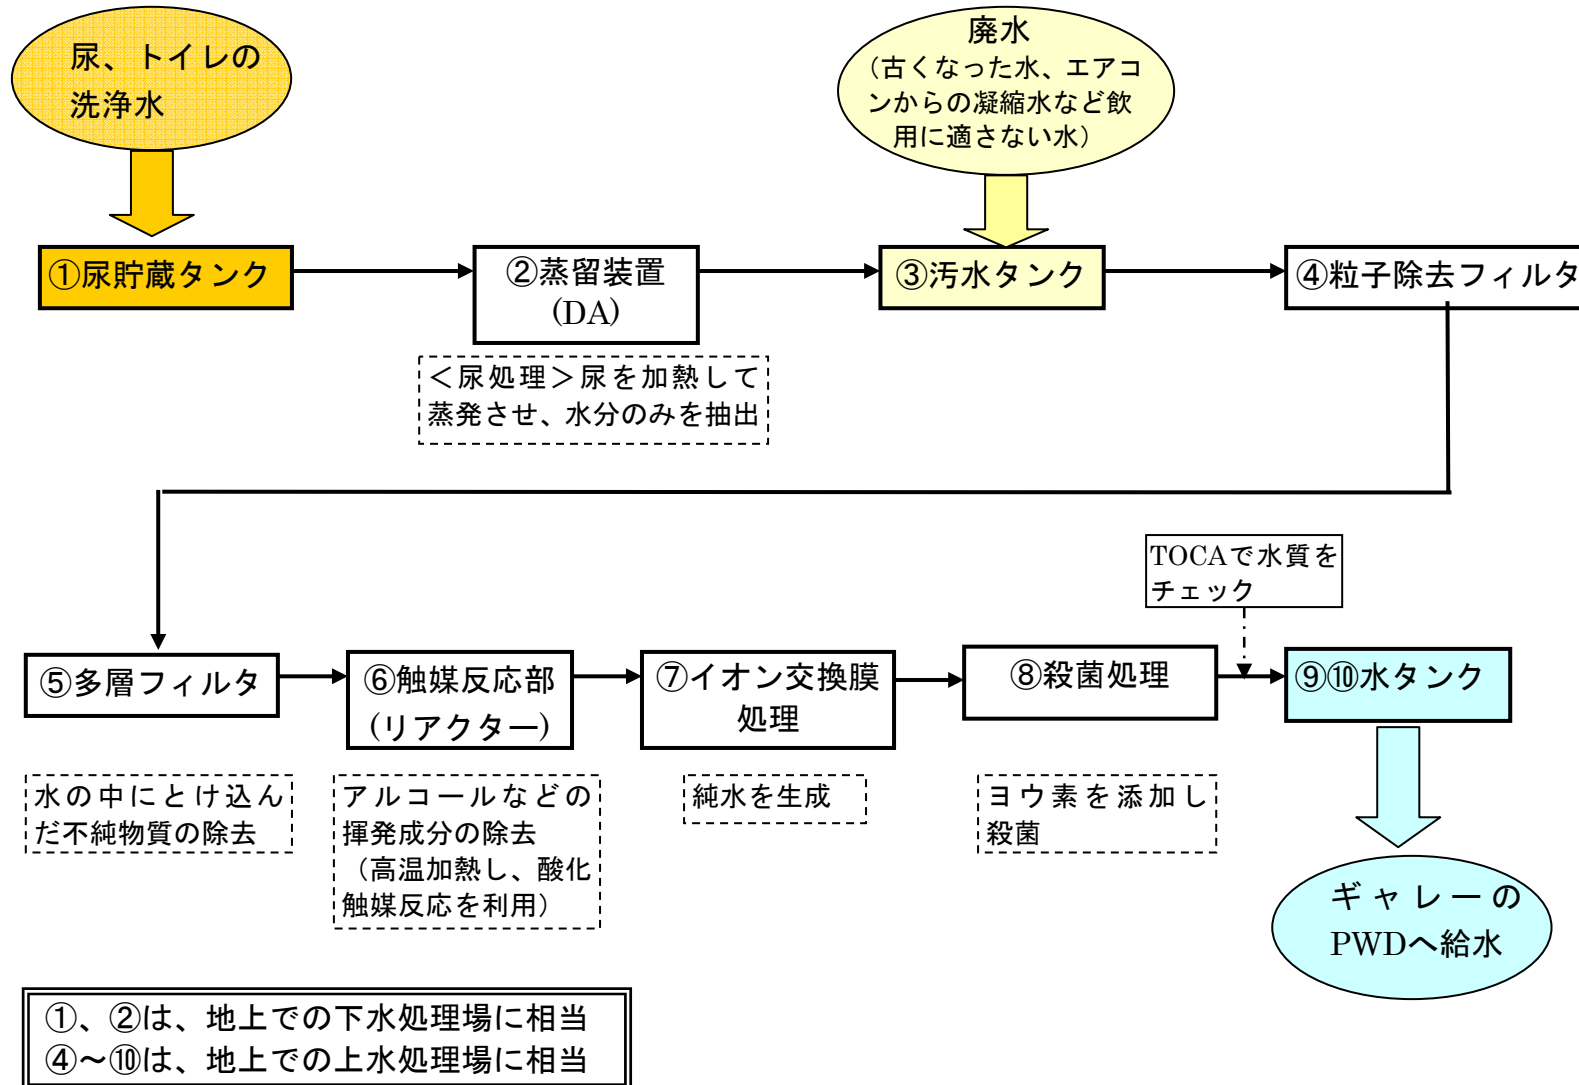 尿、トイレの
洗浄水
廃水
（古くなった水、エアコ
ンからの凝縮水など飲
用に適さない水）
①尿貯蔵タンク
②蒸留装置
(DA)
③汚水タンク
④粒子除去フィルタ
＜尿処理＞尿を加熱して
蒸発させ、水分のみを抽出
TOCAで水質を
チェック
⑤多層フィルタ
⑥触媒反応部
(リアクター)
⑦イオン交換膜
処理
⑧殺菌処理
⑨⑩水タンク
水の中にとけ込ん
だ不純物質の除去
アルコールなどの
揮発成分の除去
（高温加熱し、酸化
触媒反応を利用）
純水を生成
ヨウ素を添加し
殺菌
ギャレーの
PWDへ給水
①、②は、地上での下水処理場に相当
④～⑩は、地上での上水処理場に相当